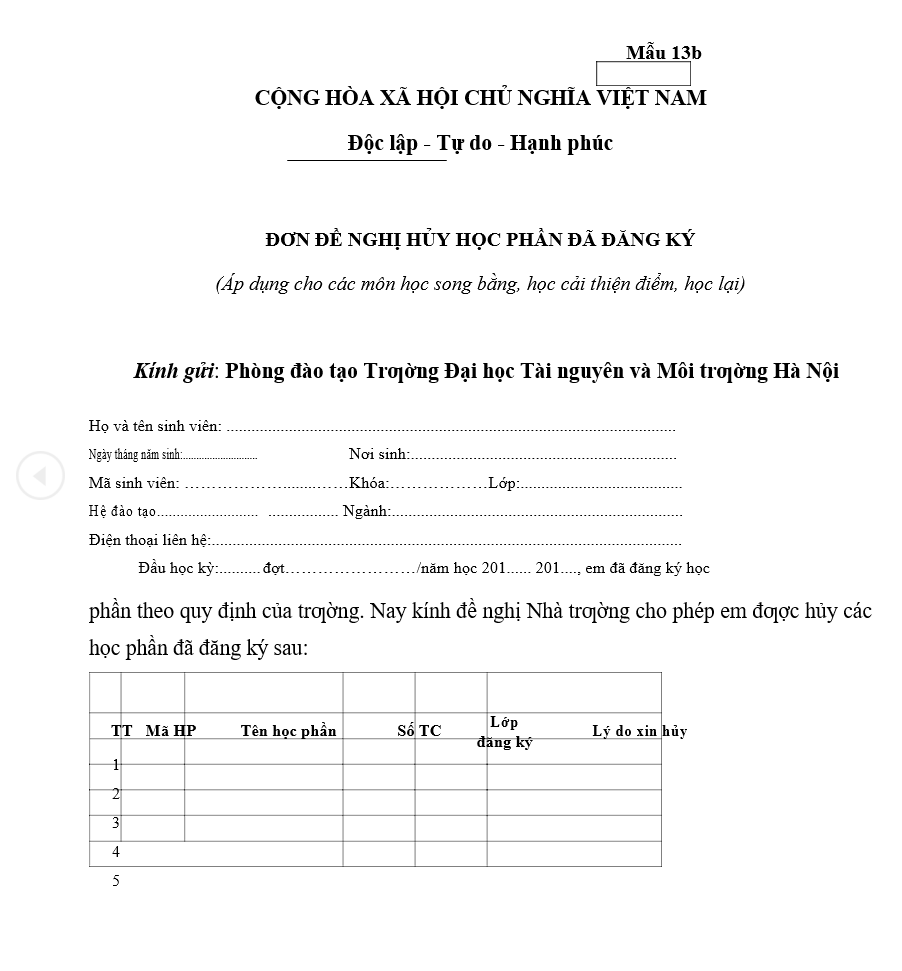 Mẫu 13b
CỘNG HÒA XÃ HỘI CHỦ NGHĨA VIỆT NAM
Độc lập - Tự do - Hạnh phúc
ĐƠN ĐỀ NGHỊ HỦY HỌC PHẦN ĐÃ ĐĂNG KÝ
(Áp dụng cho các môn học song bằng, học cải thiện điểm, học lại)
Kính gửi: Phòng đào tạo Trƣờng Đại học Tài nguyên và Môi trƣờng Hà Nội
Họ và tên sinh viên: ............................................................................................................
Ngày tháng năm sinh:............................ Nơi sinh:................................................................
Mã sinh viên: ………………........……Khóa:………………Lớp:.......................................
Hệ đào tạo......................... ................. Ngành:......................................................................
Điện thoại liên hệ:.................................................................................................................
Đầu học kỳ:.......... đợt……………………/năm học 201...... 201...., em đã đăng ký học
phần theo quy định của trƣờng. Nay kính đề nghị Nhà trƣờng cho phép em đƣợc hủy các
học phần đã đăng ký sau:
TT Mã HP Tên học phần Số TC Lớp đăng ký Lý do xin hủy
1
2
3
4
5